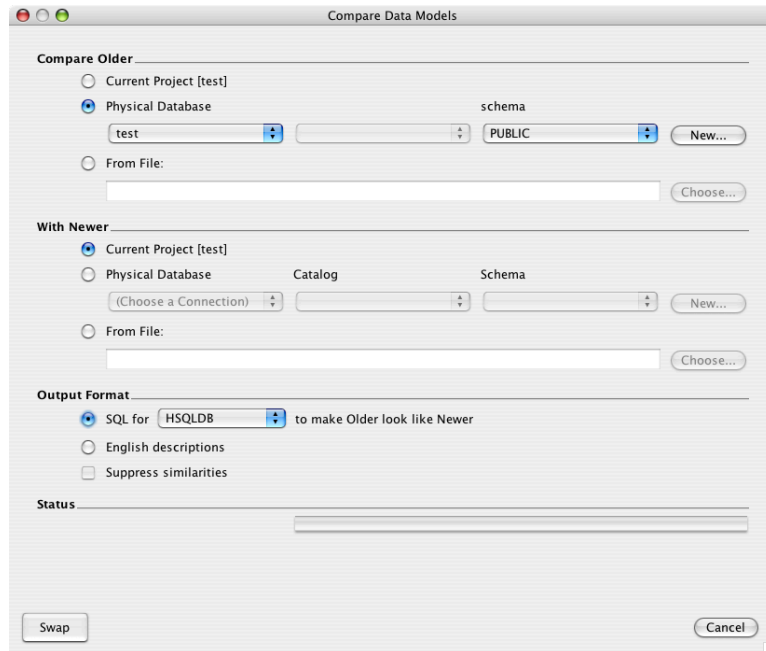 Compare Data Models
Compare Older
Current Project [test]
Physical Database schema
test PUBLIC New...
From File:
Choose...
With Newer
Current Project [test]
Physical Database Catalog Schema
(Choose a Connection) New...
From File:
Choose...
Output Format
SQL for HSQLDB to make Older look like Newer
English descriptions
Suppress similarities
Status
Swap Cancel